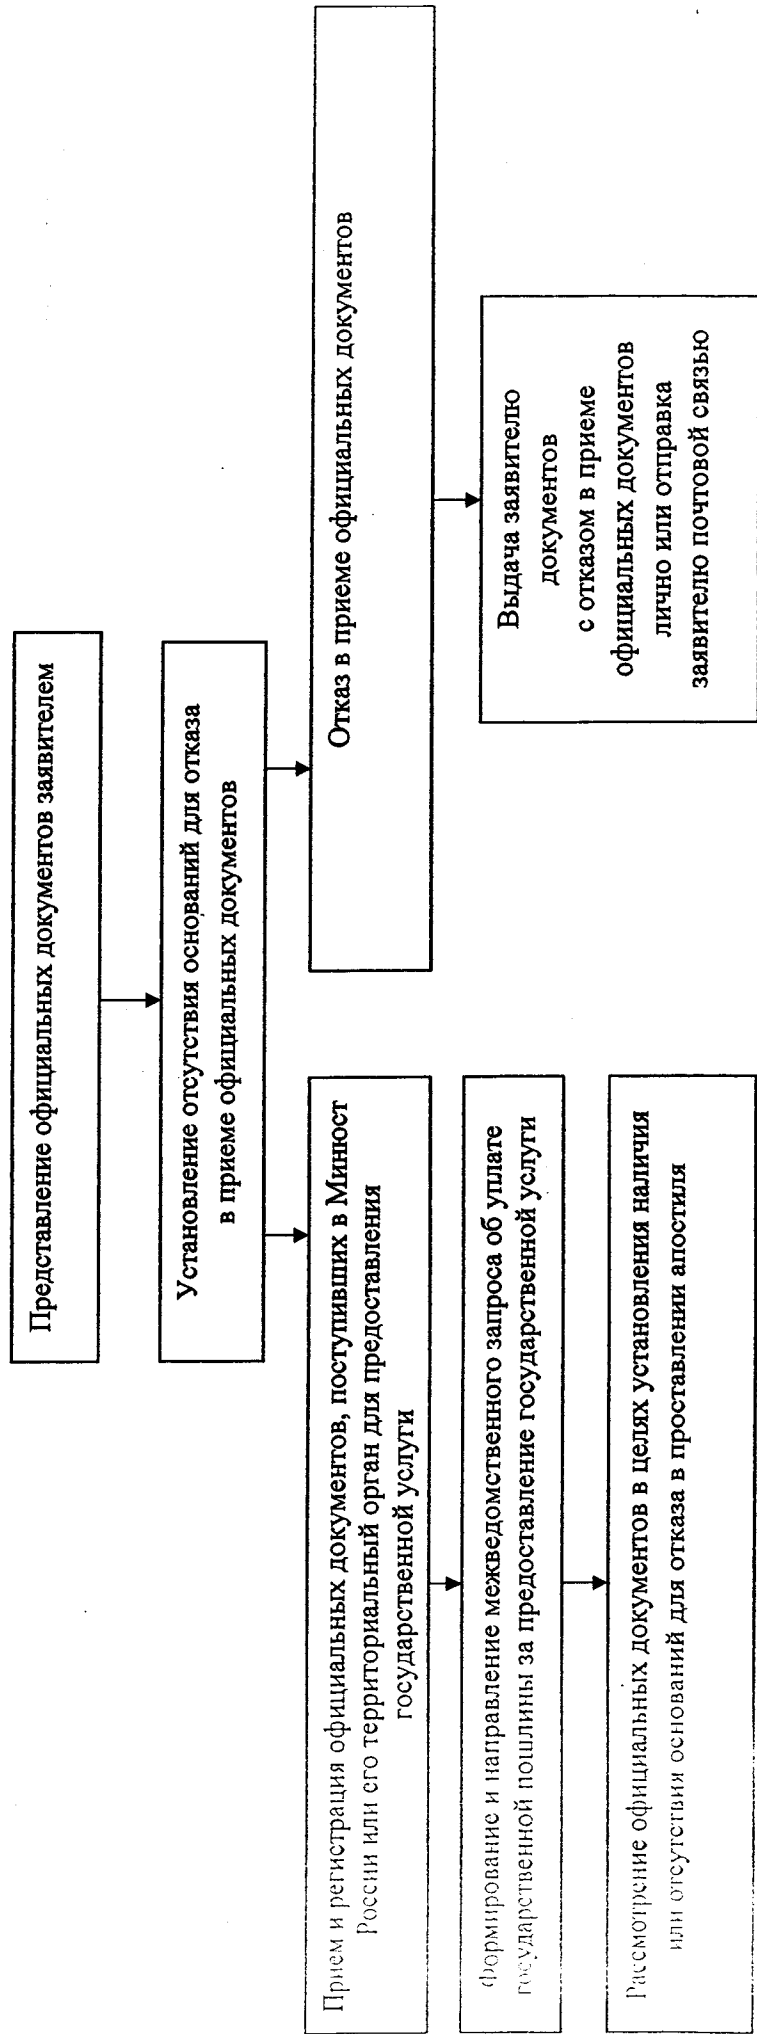 Представление официальных документов заявителем
Установление отсутствия оснований для отказа
в приеме официальных документов
Прием и регистрация официальных документов, поступивших в Минюст
России или его территориальный орган для предоставления
государственной услуги
Формирование и направление межведомственного запроса об уплате
государственной пошлины за предоставление государственной услуги
Рассмотрение официальных документов в целях установления наличия
или отсутствия оснований для отказа в проставлении апостиля
Отказ в приеме официальных документов
Выдача заявителю
документов
с отказом в приеме
официальных документов
лично или отправка
заявителю почтовой связью